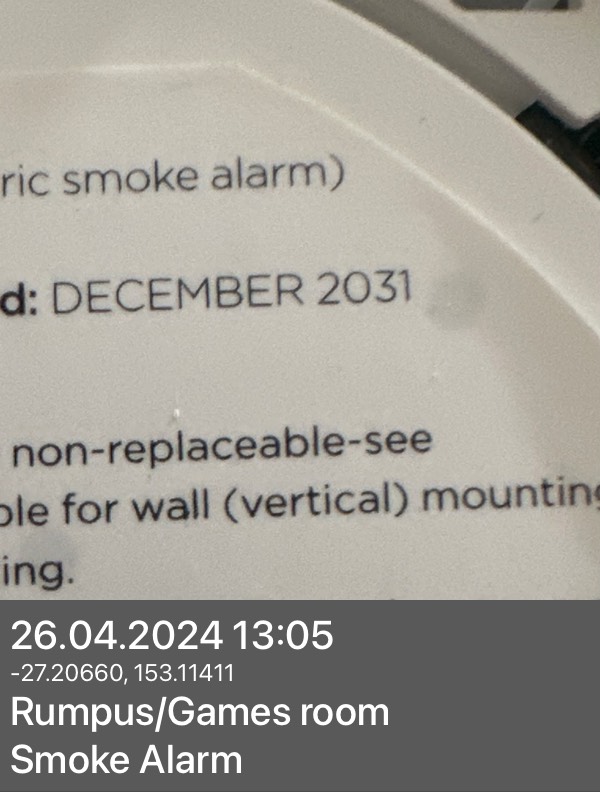 ric smoke alarm)
d: DECEMBER 2031
non-replaceable-see
ble for wall (vertical) mounting
ing.
26.04.2024 13:05
-27.20660, 153.11411
Rumpus/Games room
Smoke Alarm